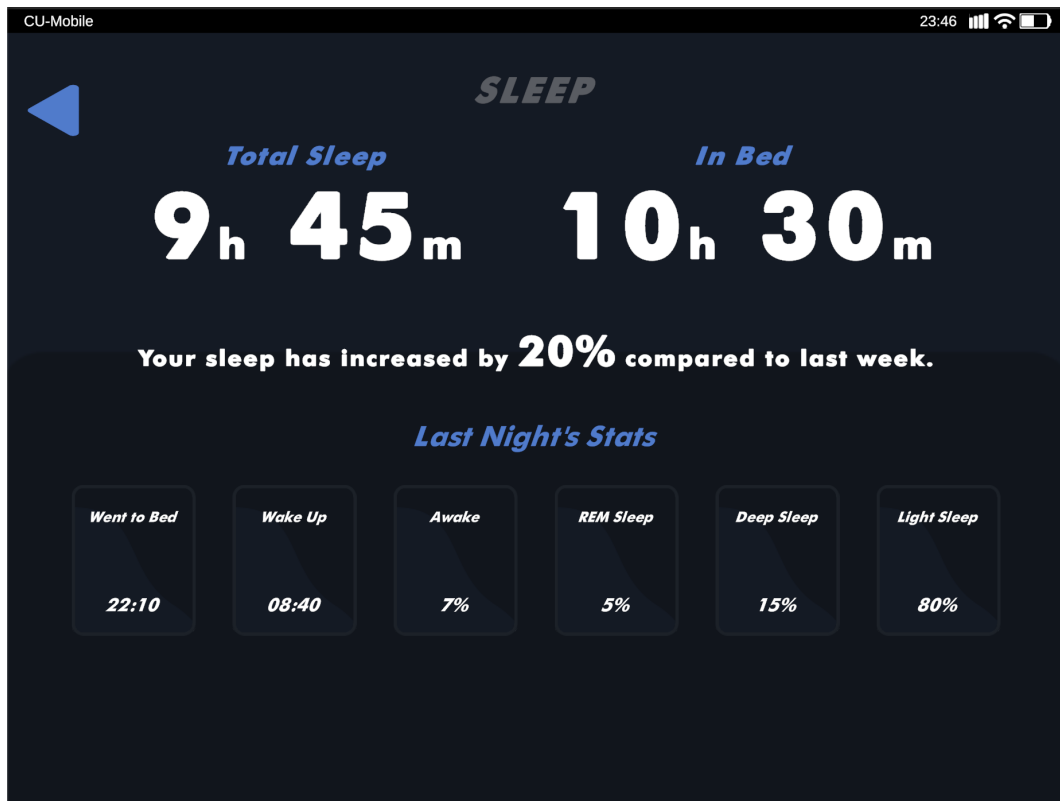 CU-Mobile 23:46
SLEEP
Total Sleep In Bed
9h 45m 10h 30m
Your sleep has increased by 20% compared to last week.
Last Night's Stats
Went to Bed Wake Up Awake REM Sleep Deep Sleep Light Sleep
22:10 08:40 7% 5% 15% 80%